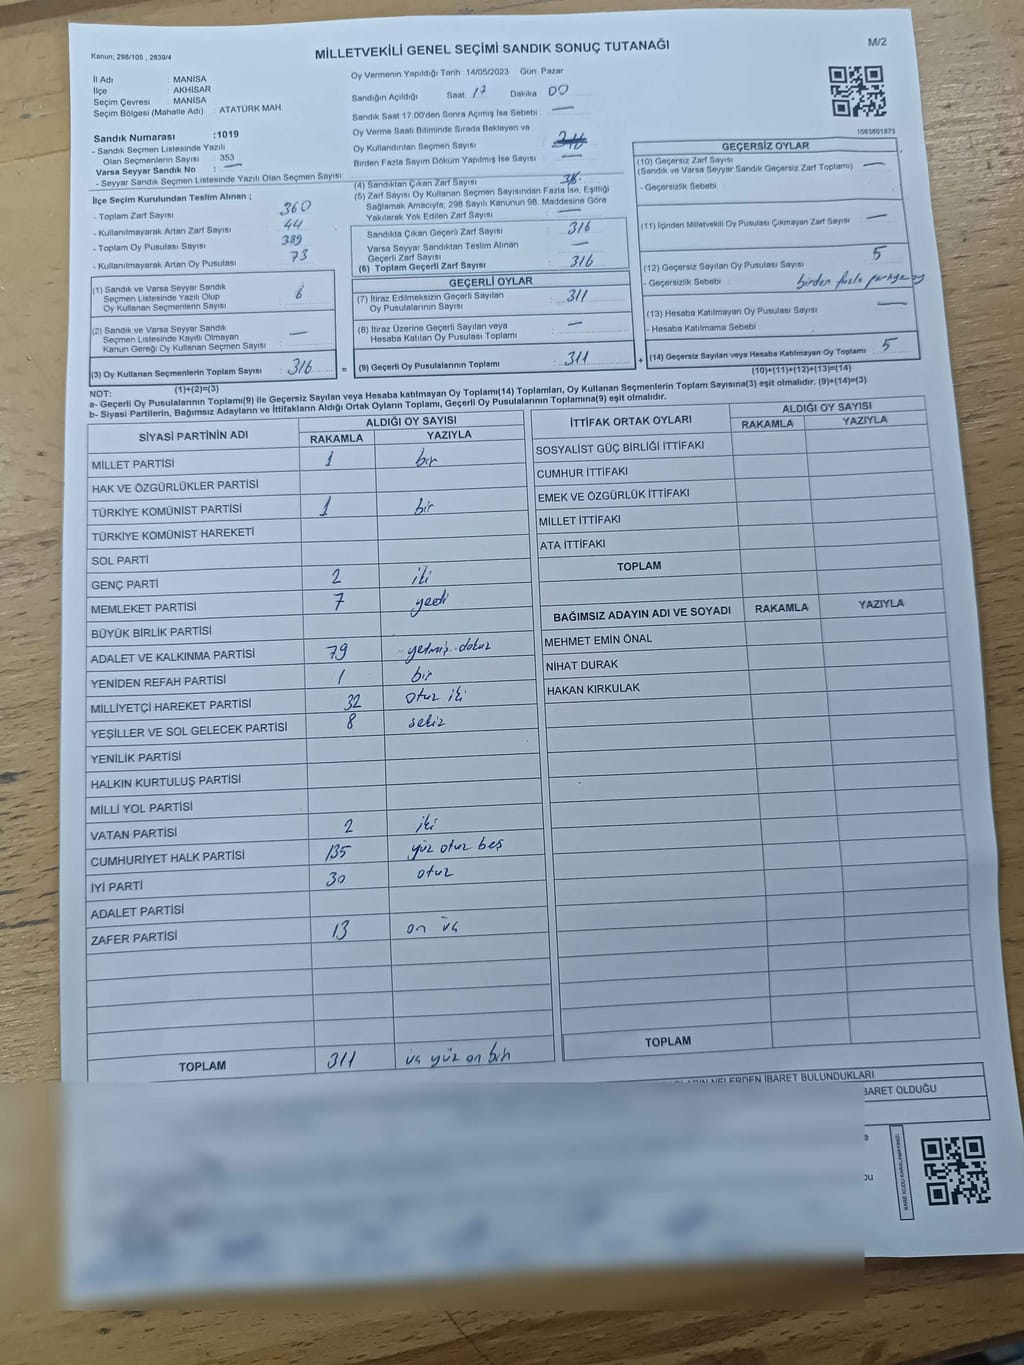 Kanun; 298/105 , 2839/4
MİLLETVEKİLİ GENEL SEÇİMİ SANDIK SONUÇ TUTANAĞI
M/2
İl Adı : MANİSA
İlçe : AKHİSAR
Seçim Çevresi : MANİSA
Seçim Bölgesi (Mahalle Adı) : ATATÜRK MAH.
Sandık Numarası :1019
- Sandık Seçmen Listesinde Yazılı
Olan Seçmenlerin Sayısı : 353
Varsa Seyyar Sandık No : —
- Seyyar Sandık Seçmen Listesinde Yazılı Olan Seçmen Sayısı
İlçe Seçim Kurulundan Teslim Alınan ;
- Toplam Zarf Sayısı 360
- Kullanılmayarak Artan Zarf Sayısı 44
- Toplam Oy Pusulası Sayısı 389
- Kullanılmayarak Artan Oy Pusulası 73
(1) Sandık ve Varsa Seyyar Sandık
Seçmen Listesinde Yazılı Olup
Oy Kullanan Seçmenlerin Sayısı 6
(2) Sandık ve Varsa Seyyar Sandık
Seçmen Listesinde Kayıtlı Olmayan
Kanun Gereği Oy Kullanan Seçmen Sayısı —
(3) Oy Kullanan Seçmenlerin Toplam Sayısı : 316
(1)+(2)=(3)
Oy Vermenin Yapıldığı Tarih :14/05/2023 Gün: Pazar
Sandığın Açıldığı Saat 17 Dakika 00
Sandık Saat 17.00'den Sonra Açımış İse Sebebi : —
Oy Verme Saati Bitiminde Sırada Bekleyen ve
Oy Kullandırılan Seçmen Sayısı
Birden Fazla Sayım Döküm Yapılmış İse Sayısı —
(4) Sandıktan Çıkan Zarf Sayısı
(5) Zarf Sayısı Oy Kullanan Seçmen Sayısından Fazla İse, Eşitliği
Sağlamak Amacıyla, 298 Sayılı Kanunun 98. Maddesine Göre
Yakılarak Yok Edilen Zarf Sayısı —
Sandıkta Çıkan Geçerli Zarf Sayısı 316
Varsa Seyyar Sandıktan Teslim Alınan
Geçerli Zarf Sayısı —
(6) Toplam Geçerli Zarf Sayısı 316
GEÇERLİ OYLAR
(7) İtiraz Edilmeksizin Geçerli Sayılan
Oy Pusulalarının Sayısı 311
(8) İtiraz Üzerine Geçerli Sayılan veya
Hesaba Katılan Oy Pusulası Toplamı —
= (9) Geçerli Oy Pusulalarının Toplamı 311
1083601873
GEÇERSİZ OYLAR
(10) Geçersiz Zarf Sayısı
(Sandık ve Varsa Seyyar Sandık Geçersiz Zarf Toplamı) —
- Geçersizlik Sebebi :
(11) İçinden Milletvekili Oy Pusulası Çıkmayan Zarf Sayısı —
(12) Geçersiz Sayılan Oy Pusulası Sayısı 5
- Geçersizlik Sebebi : birden fazla partiye oy
(13) Hesaba Katılmayan Oy Pusulası Sayısı —
- Hesaba Katılmama Sebebi :
+ (14) Geçersiz Sayılan veya Hesaba Katılmayan Oy Toplamı 5
(10)+(11)+(12)+(13)=(14)
NOT:
a- Geçerli Oy Pusulalarının Toplamı(9) ile Geçersiz Sayılan veya Hesaba katılmayan Oy Toplamı(14) Toplamları, Oy Kullanan Seçmenlerin Toplam Sayısına(3) eşit olmalıdır. (9)+(14)=(3)
b- Siyasi Partilerin, Bağımsız Adayların ve İttifakların Aldığı Ortak Oyların Toplamı, Geçerli Oy Pusulalarının Toplamına(9) eşit olmalıdır.
SİYASİ PARTİNİN ADI ALDIĞI OY SAYISI
RAKAMLA YAZIYLA
MİLLET PARTİSİ 1 bir
HAK VE ÖZGÜRLÜKLER PARTİSİ
TÜRKİYE KOMÜNİST PARTİSİ 1 bir
TÜRKİYE KOMÜNİST HAREKETİ
SOL PARTİ
GENÇ PARTİ 2 iki
MEMLEKET PARTİSİ 7 yedi
BÜYÜK BİRLİK PARTİSİ
ADALET VE KALKINMA PARTİSİ 79 yetmiş dokuz
YENİDEN REFAH PARTİSİ 1 bir
MİLLİYETÇİ HAREKET PARTİSİ 32 otuz iki
YEŞİLLER VE SOL GELECEK PARTİSİ 8 sekiz
YENİLİK PARTİSİ
HALKIN KURTULUŞ PARTİSİ
MİLLİ YOL PARTİSİ
VATAN PARTİSİ 2 iki
CUMHURİYET HALK PARTİSİ 135 yüz otuz beş
İYİ PARTİ 30 otuz
ADALET PARTİSİ
ZAFER PARTİSİ 13 on üç
TOPLAM 311 üç yüz on bir
İTTİFAK ORTAK OYLARI ALDIĞI OY SAYISI
RAKAMLA YAZIYLA
SOSYALİST GÜÇ BİRLİĞİ İTTİFAKI
CUMHUR İTTİFAKI
EMEK VE ÖZGÜRLÜK İTTİFAKI
MİLLET İTTİFAKI
ATA İTTİFAKI
TOPLAM
BAĞIMSIZ ADAYIN ADI VE SOYADI RAKAMLA YAZIYLA
MEHMET EMİN ÖNAL
NİHAT DURAK
HAKAN KIRKULAK
TOPLAM
NELERDEN İBARET BULUNDUKLARI
BARET OLDUĞU
KARE KODU KARALAMAYINIZ!